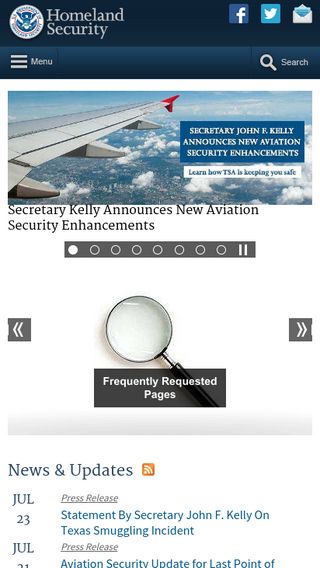 Homeland
Security
Menu
Search
SECRETARY JOHN F. KELLY
ANNOUNCES NEW AVIATION
SECURITY ENHANCEMENTS
Learn how TSA is keeping you safe
Secretary Kelly Announces New Aviation
Security Enhancements
Frequently Requested
Pages
News & Updates
JUL
23
Press Release
Statement By Secretary John F. Kelly On
Texas Smuggling Incident
JUL
21
Press Release
Aviation Security Update for Last Point of